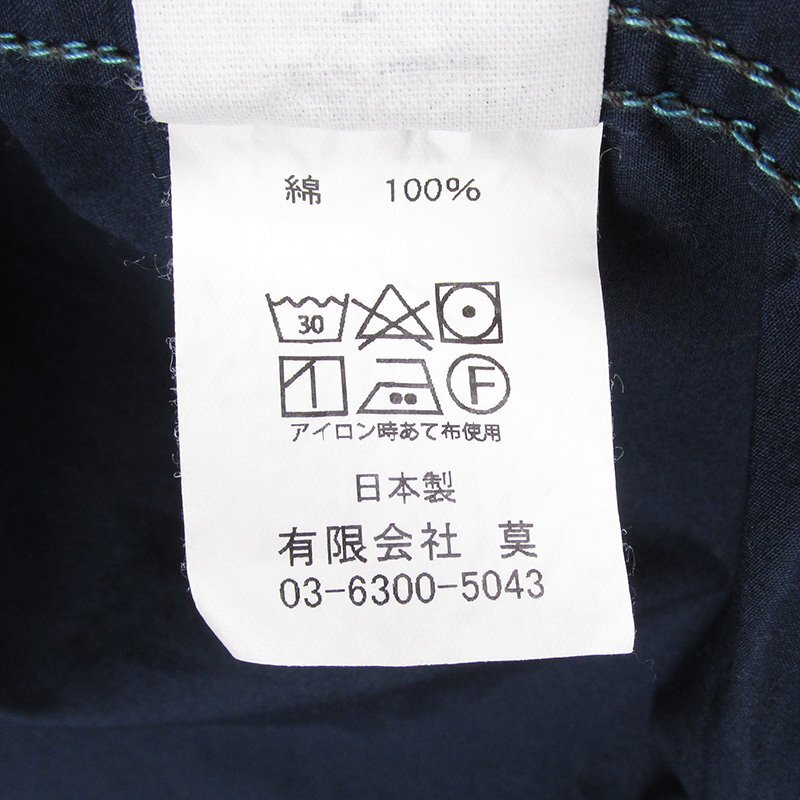 綿 100%
30
F
アイロン時あて布使用
日本製
有限会社 莫
03-6300-5043